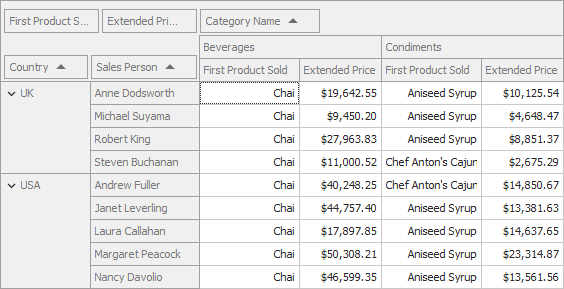 First Product S... Extended Pri... Category Name
Beverages Condiments
Country Sales Person First Product Sold Extended Price First Product Sold Extended Price
UK Anne Dodsworth Chai $19,642.55 Aniseed Syrup $10,125.54
Michael Suyama Chai $9,450.20 Aniseed Syrup $4,648.47
Robert King Chai $27,963.83 Aniseed Syrup $8,851.37
Steven Buchanan Chai $11,000.52 Chef Anton's Cajun $2,675.29
USA Andrew Fuller Chai $40,248.25 Chef Anton's Cajun $14,850.67
Janet Leverling Chai $44,757.40 Aniseed Syrup $13,381.63
Laura Callahan Chai $17,897.85 Aniseed Syrup $14,637.65
Margaret Peacock Chai $50,308.21 Aniseed Syrup $23,314.87
Nancy Davolio Chai $46,599.35 Aniseed Syrup $13,561.56